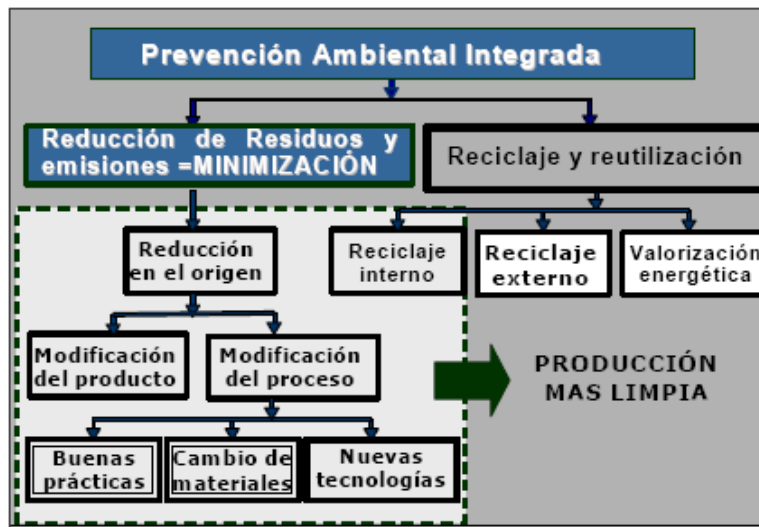 Prevención Ambiental Integrada
Reducción de Residuos y
emisiones =MINIMIZACIÓN
Reciclaje y reutilización
Reducción
en el origen
Reciclaje
interno
Reciclaje
externo
Valorización
energética
Modificación
del producto
Modificación
del proceso
PRODUCCIÓN
MAS LIMPIA
Buenas
prácticas
Cambio de
materiales
Nuevas
tecnologías